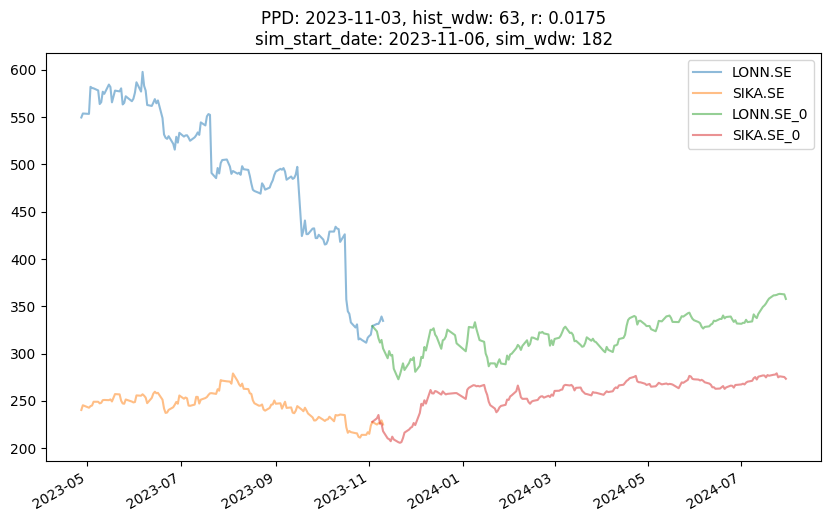 PPD: 2023-11-03, hist_wdw: 63, r: 0.0175
sim_start_date: 2023-11-06, sim_wdw: 182
LONN.SE
SIKA.SE
LONN.SE_0
SIKA.SE_0
600
550
500
450
400
350
300
250
200
2023-05
2023-07
2023-09
2023-11
2024-01
2024-03
2024-05
2024-07